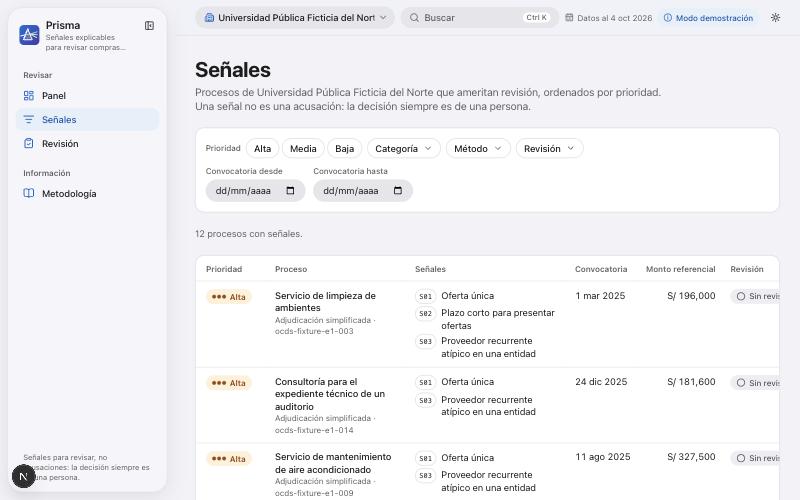 Prisma
Señales explicables
para revisar compras...
Revisar
Panel
Señales
Revisión
Información
Metodología
Señales para revisar, no
usaciones: la decisión siempre es
una persona.
N
Universidad Pública Ficticia del Nort
Buscar
Ctrl K
Datos al 4 oct 2026
Modo demostración
Señales
Procesos de Universidad Pública Ficticia del Norte que ameritan revisión, ordenados por prioridad.
Una señal no es una acusación: la decisión siempre es de una persona.
Prioridad Alta Media Baja Categoría Método Revisión
Convocatoria desde Convocatoria hasta
dd/mm/aaaa dd/mm/aaaa
12 procesos con señales.
Prioridad Proceso Señales Convocatoria Monto referencial Revisión
Alta
Servicio de limpieza de
ambientes
Adjudicación simplificada ·
ocds-fixture-e1-003
S01 Oferta única
S02 Plazo corto para presentar
ofertas
S03 Proveedor recurrente
atípico en una entidad
1 mar 2025
S/ 196,000
Sin revis
Alta
Consultoría para el
expediente técnico de un
auditorio
Adjudicación simplificada ·
ocds-fixture-e1-014
S01 Oferta única
S03 Proveedor recurrente
atípico en una entidad
24 dic 2025
S/ 181,600
Sin revis
Alta
Servicio de mantenimiento
de aire acondicionado
Adjudicación simplificada ·
ocds-fixture-e1-009
S01 Oferta única
S03 Proveedor recurrente
atípico en una entidad
11 ago 2025
S/ 327,500
Sin revis